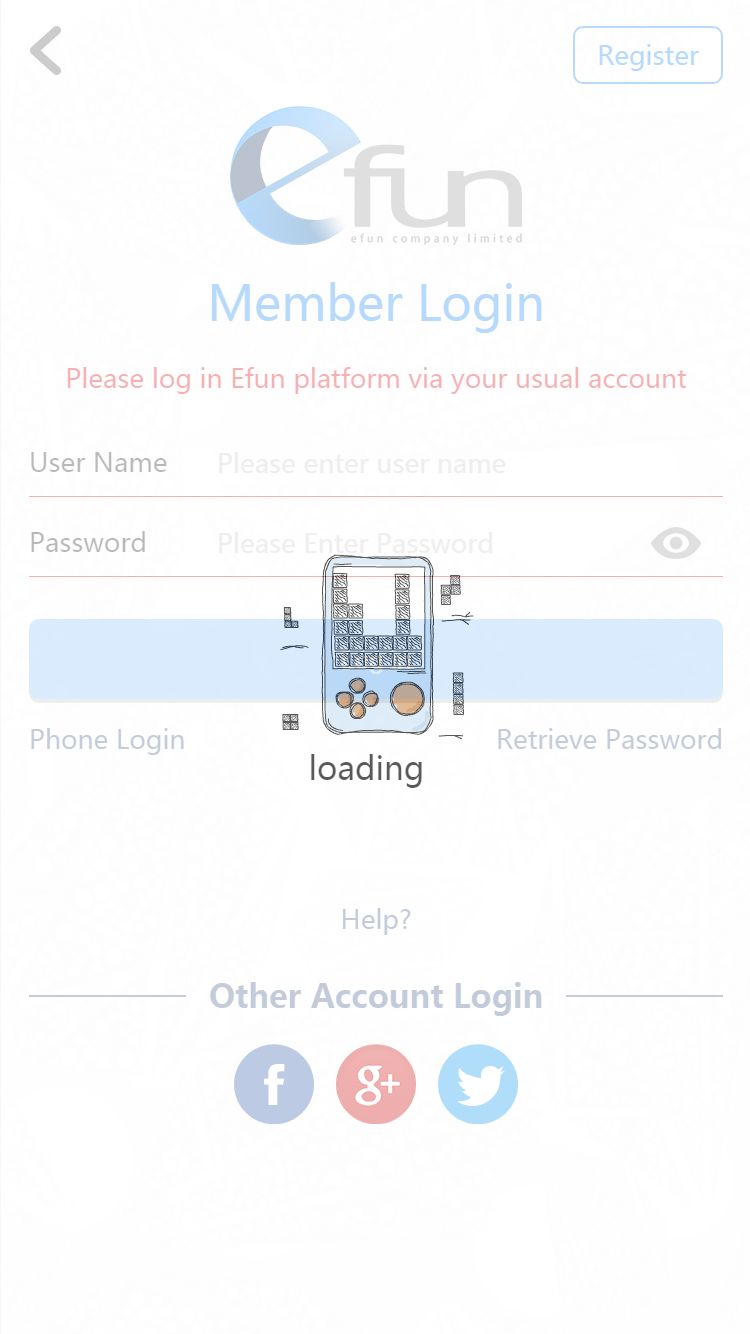 Register
efun
efun company limited
Member Login
Please log in Efun platform via your usual account
User Name Please enter user name
Password Please Enter Password
Phone Login Retrieve Password
loading
Help?
Other Account Login
f g+